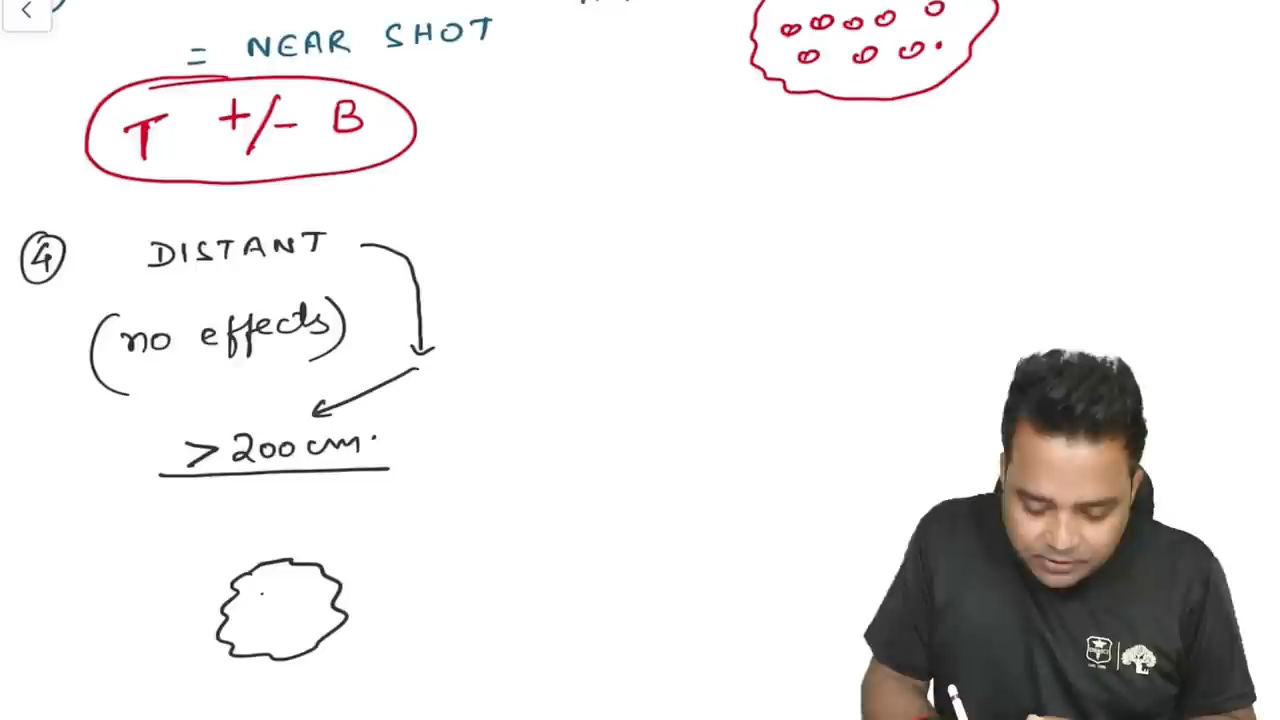 = NEAR SHOT
T +/- B
4 DISTANT
(no effects)
> 200 cm.